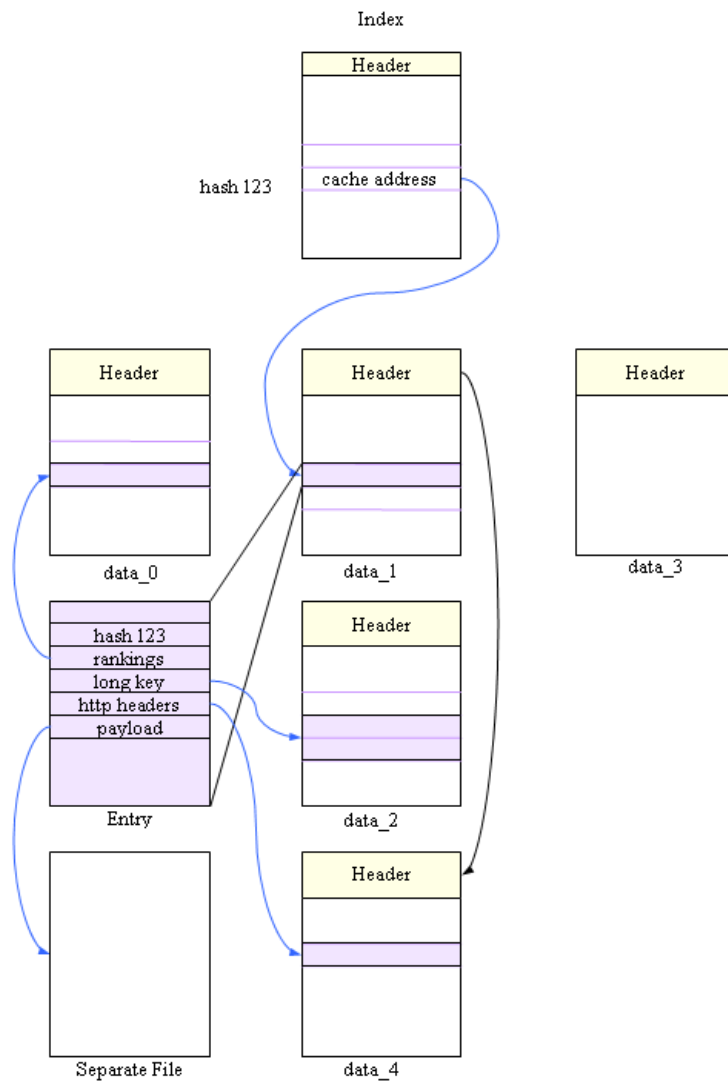 Index
Header
hash 123
cache address
Header
Header
Header
data_0
data_1
data_3
hash 123
rankings
long key
http headers
payload
Entry
Header
data_2
Header
Separate File
data_4